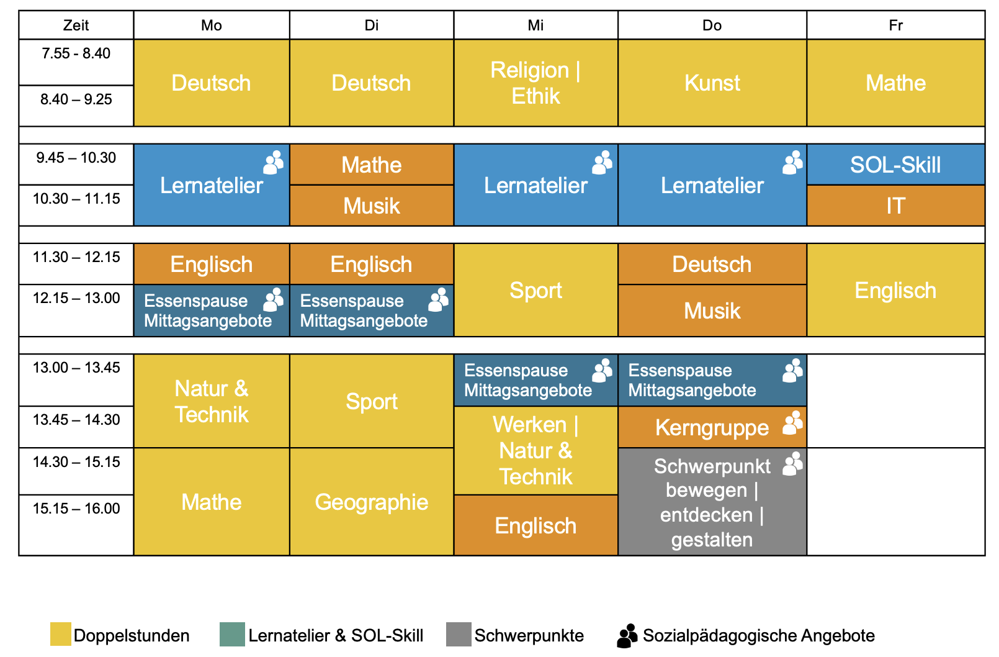 Zeit Mo Di Mi Do Fr
7.55 - 8.40
8.40 – 9.25
Deutsch
Deutsch
Religion |
Ethik
Kunst
Mathe
9.45 – 10.30
10.30 – 11.15
Lernatelier
Mathe
Musik
Lernatelier
Lernatelier
SOL-Skill
IT
11.30 – 12.15
12.15 – 13.00
Englisch
Essenspause
Mittagsangebote
Englisch
Essenspause
Mittagsangebote
Sport
Deutsch
Musik
Englisch
13.00 – 13.45
13.45 – 14.30
14.30 – 15.15
15.15 – 16.00
Natur &
Technik
Mathe
Sport
Geographie
Essenspause
Mittagsangebote
Werken |
Natur &
Technik
Englisch
Essenspause
Mittagsangebote
Kerngruppe
Schwerpunkt
bewegen |
entdecken |
gestalten
Doppelstunden
Lernatelier & SOL-Skill
Schwerpunkte
Sozialpädagogische Angebote